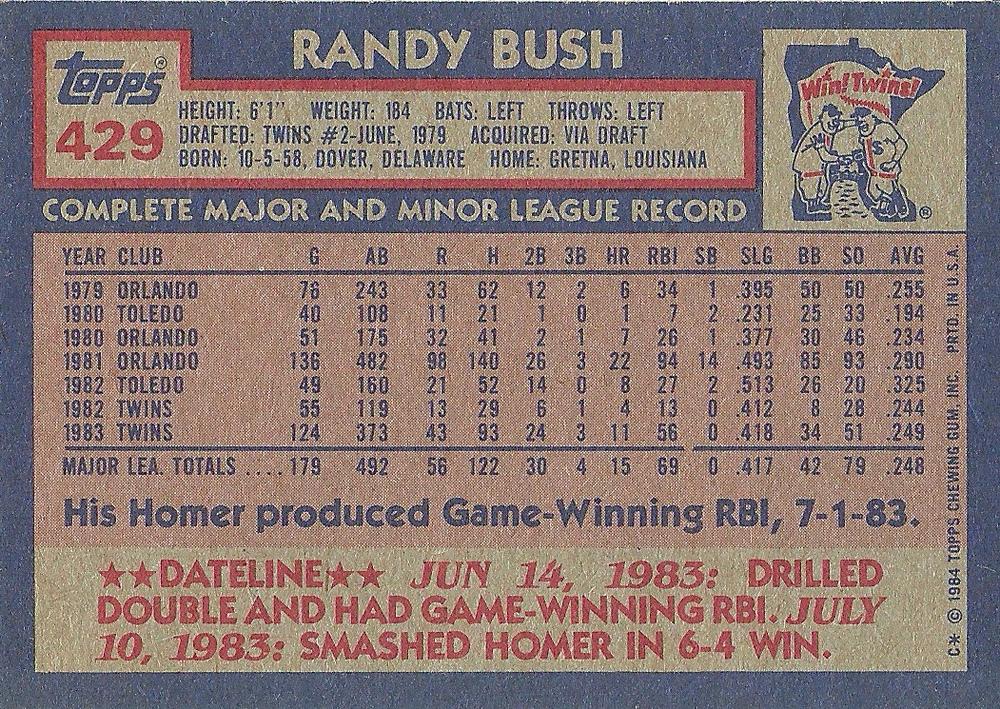 RANDY BUSH
Topps®
429
HEIGHT: 6'1" WEIGHT: 184 BATS: LEFT THROWS: LEFT
DRAFTED: TWINS #2-JUNE, 1979 ACQUIRED: VIA DRAFT
BORN: 10-5-58, DOVER, DELAWARE HOME: GRETNA, LOUISIANA
Win! Twins!
M S
®
COMPLETE MAJOR AND MINOR LEAGUE RECORD
YEAR CLUB G AB R H 2B 3B HR RBI SB SLG BB SO AVG
1979 ORLANDO 76 243 33 62 12 2 6 34 1 .395 50 50 .255
1980 TOLEDO 40 108 11 21 1 0 1 7 2 .231 25 33 .194
1980 ORLANDO 51 175 32 41 2 1 7 26 1 .377 30 46 .234
1981 ORLANDO 136 482 98 140 26 3 22 94 14 .493 85 93 .290
1982 TOLEDO 49 160 21 52 14 0 8 27 2 .513 26 20 .325
1982 TWINS 55 119 13 29 6 1 4 13 0 .412 8 28 .244
1983 TWINS 124 373 43 93 24 3 11 56 0 .418 34 51 .249
MAJOR LEA. TOTALS .... 179 492 56 122 30 4 15 69 0 .417 42 79 .248
His Homer produced Game-Winning RBI, 7-1-83.
★★DATELINE★★ JUN 14, 1983: DRILLED
DOUBLE AND HAD GAME-WINNING RBI. JULY
10, 1983: SMASHED HOMER IN 6-4 WIN.
C* © 1984 TOPPS CHEWING GUM, INC. PRTD. IN U.S.A.